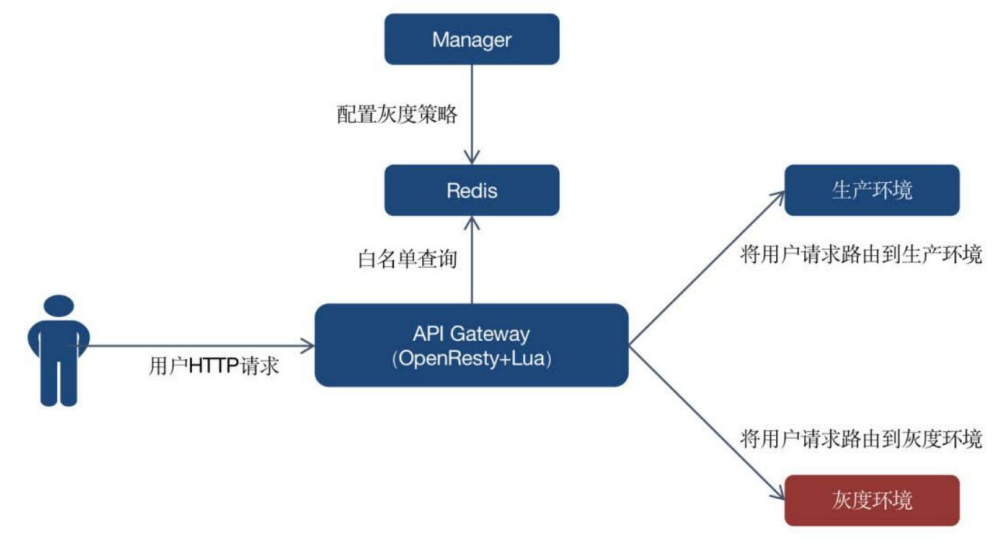 Manager
配置灰度策略
Redis
生产环境
白名单查询
将用户请求路由到生产环境
API Gateway
（OpenResty+Lua）
用户HTTP请求
将用户请求路由到灰度环境
灰度环境